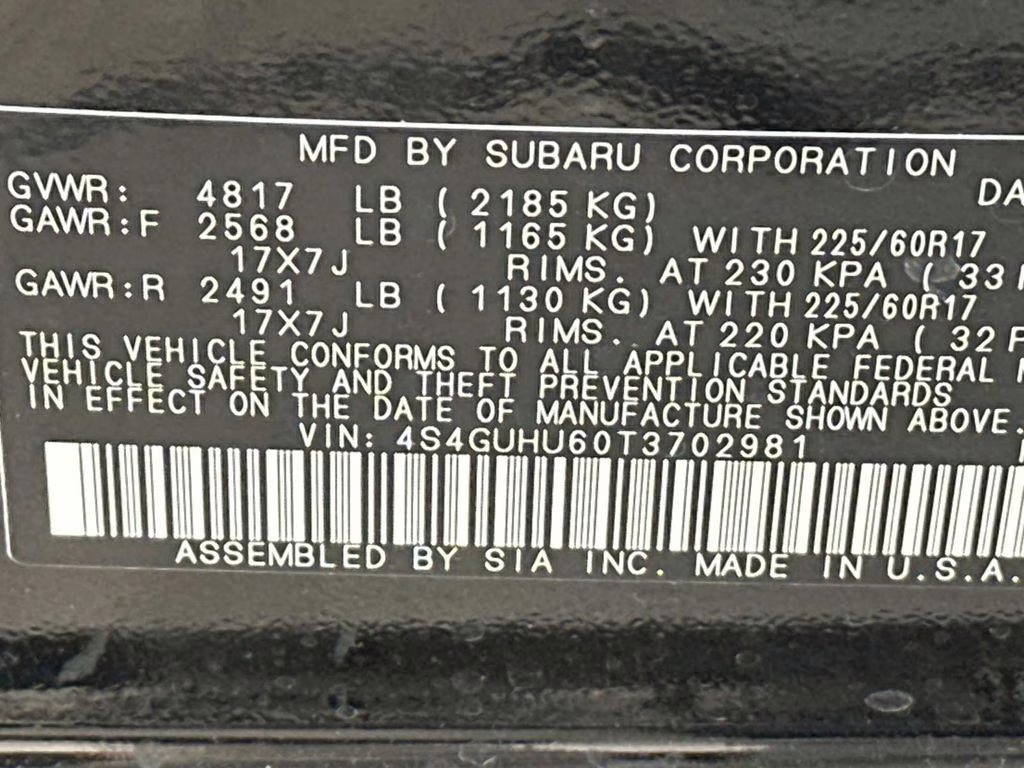 MFD BY SUBARU CORPORATION DA
GVWR: 4817 LB ( 2185 KG)
GAWR:F 2568 LB ( 1165 KG) WITH 225/60R17
17X7J RIMS. AT 230 KPA ( 33
GAWR:R 2491 LB ( 1130 KG) WITH 225/60R17
17X7J RIMS. AT 220 KPA ( 32
THIS VEHICLE CONFORMS TO ALL APPLICABLE FEDERAL
VEHICLE SAFETY AND THEFT PREVENTION STANDARDS
IN EFFECT ON THE DATE OF MANUFACTURE SHOWN ABOVE.
VIN: 4S4GUHU60T3702981
ASSEMBLED BY SIA INC. MADE IN U.S.A.